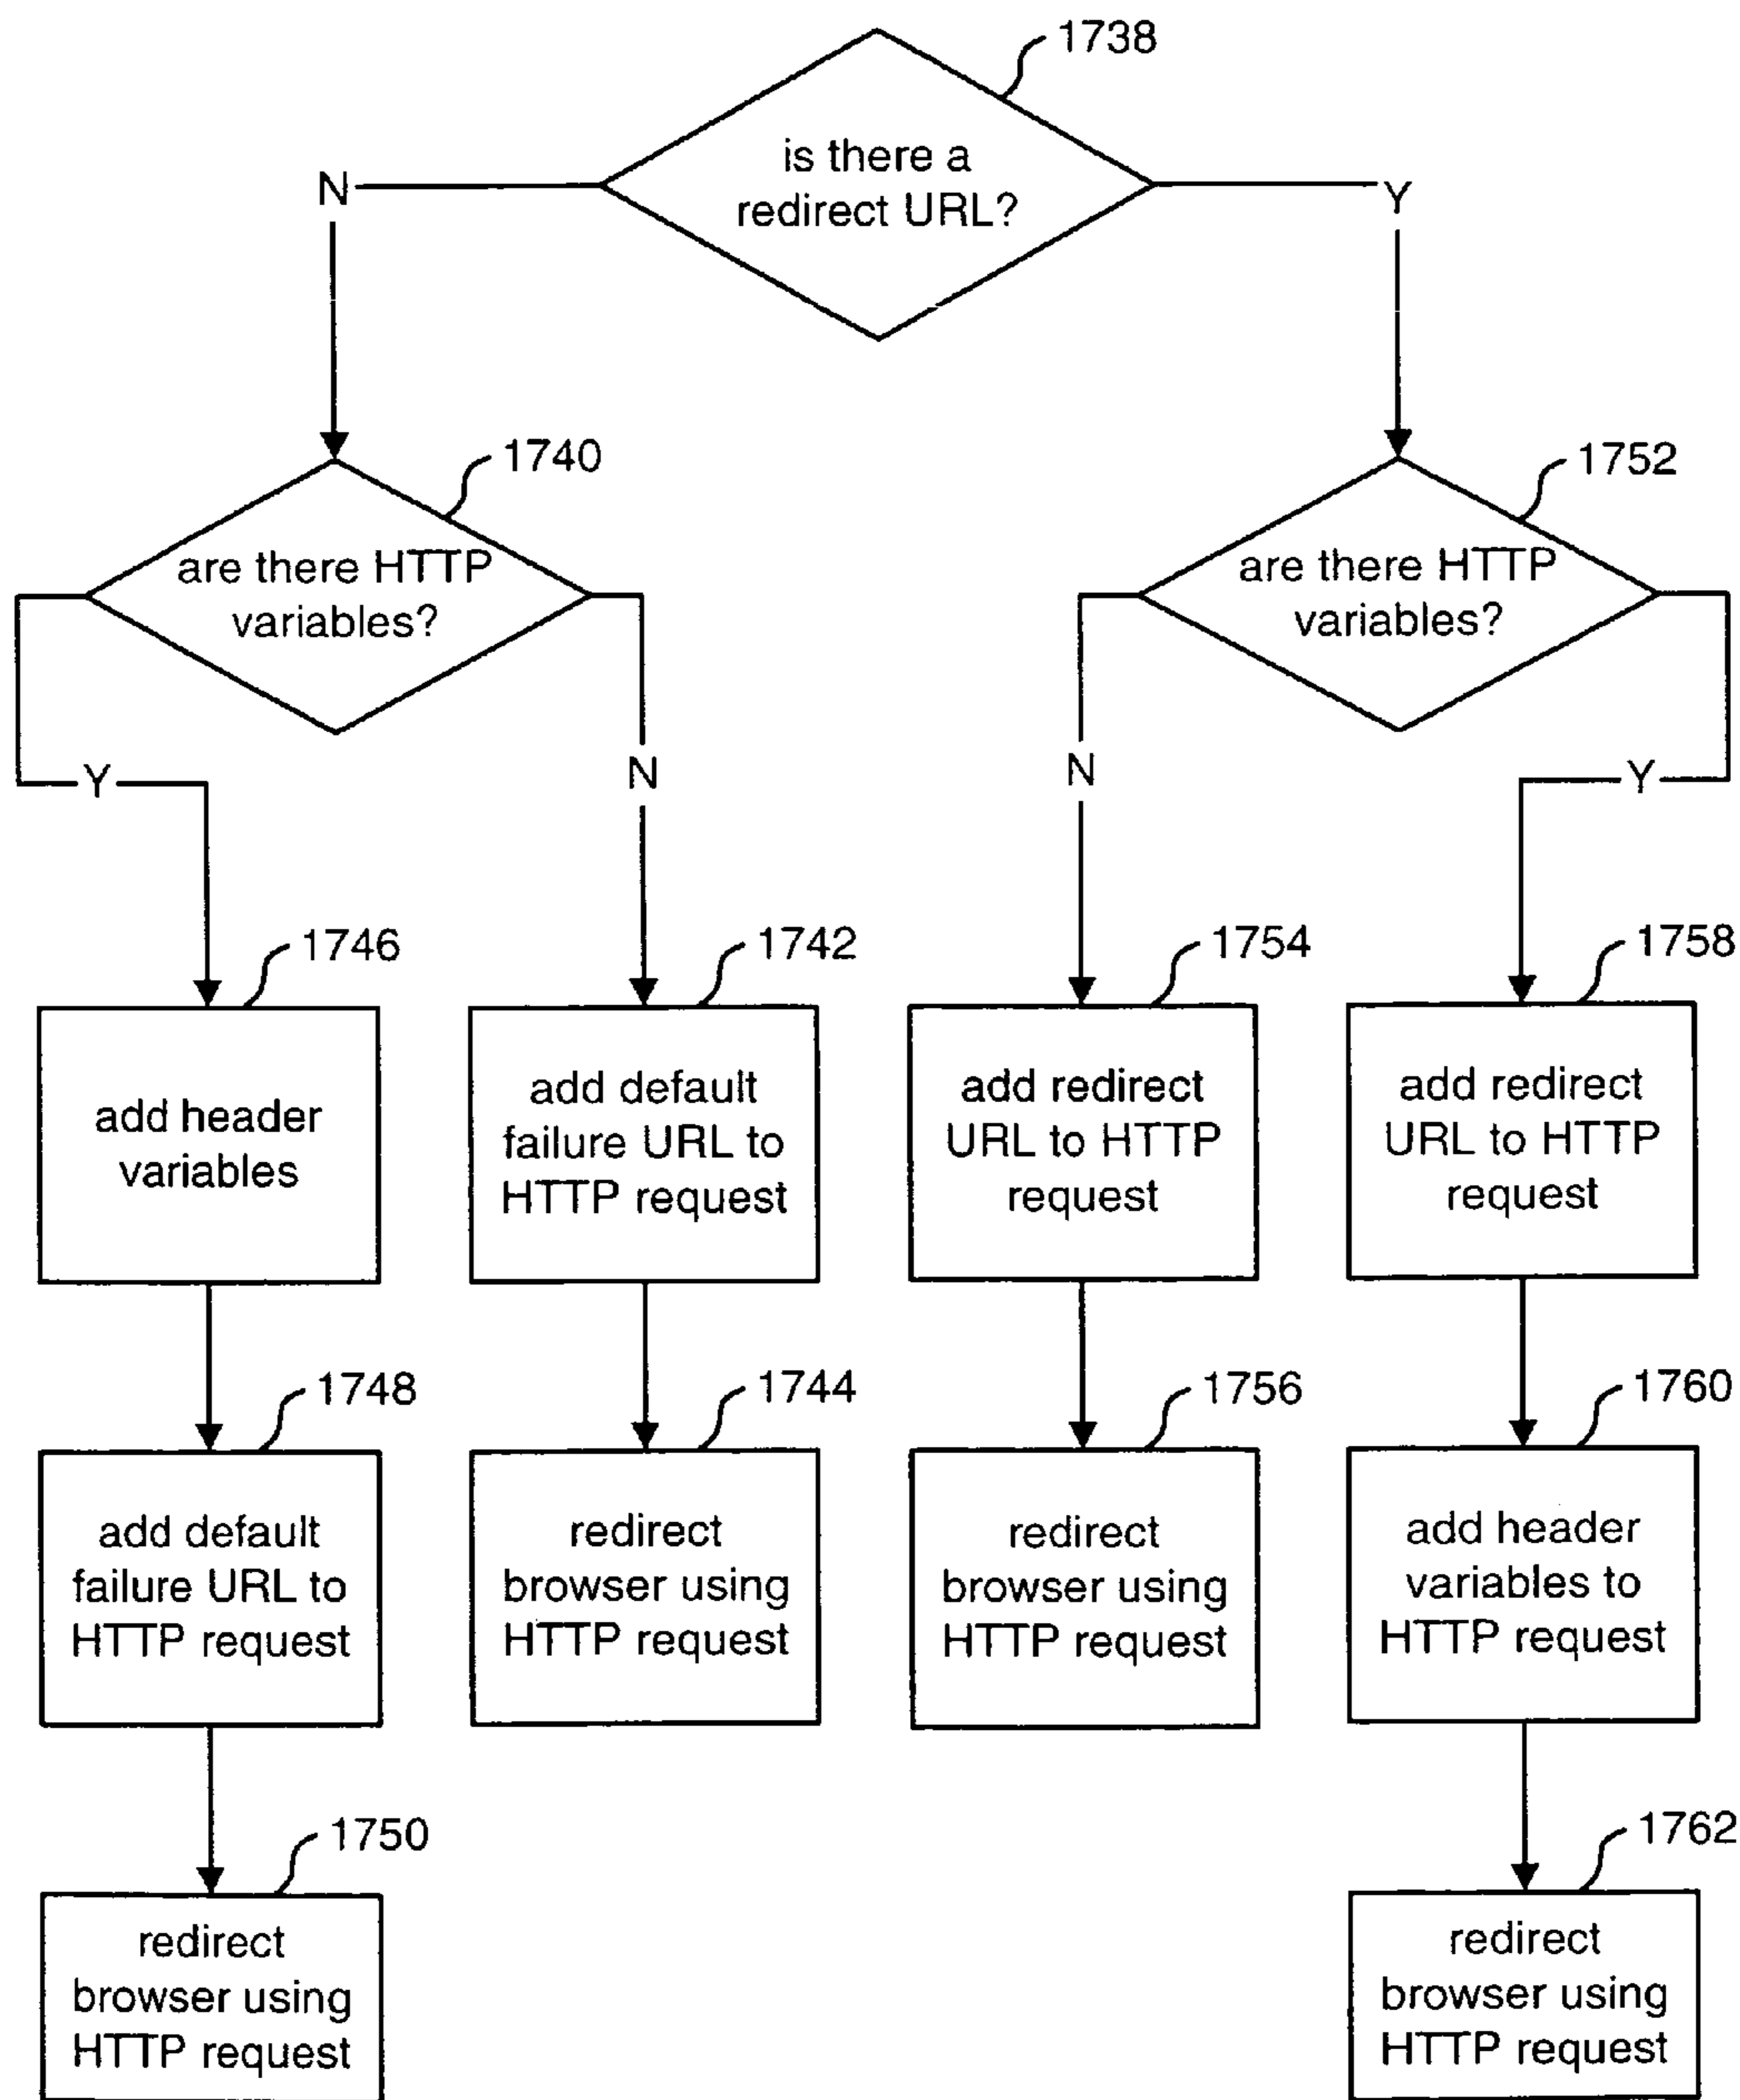 1738
is there a
redirect URL?
N
Y
1740
are there HTTP
variables?
1752
are there HTTP
variables?
Y
N
N
Y
1746
add header
variables
1742
add default
failure URL to
HTTP request
1754
add redirect
URL to HTTP
request
1758
add redirect
URL to HTTP
request
1748
add default
failure URL to
HTTP request
1744
redirect
browser using
HTTP request
1756
redirect
browser using
HTTP request
1760
add header
variables to
HTTP request
1750
redirect
browser using
HTTP request
1762
redirect
browser using
HTTP request